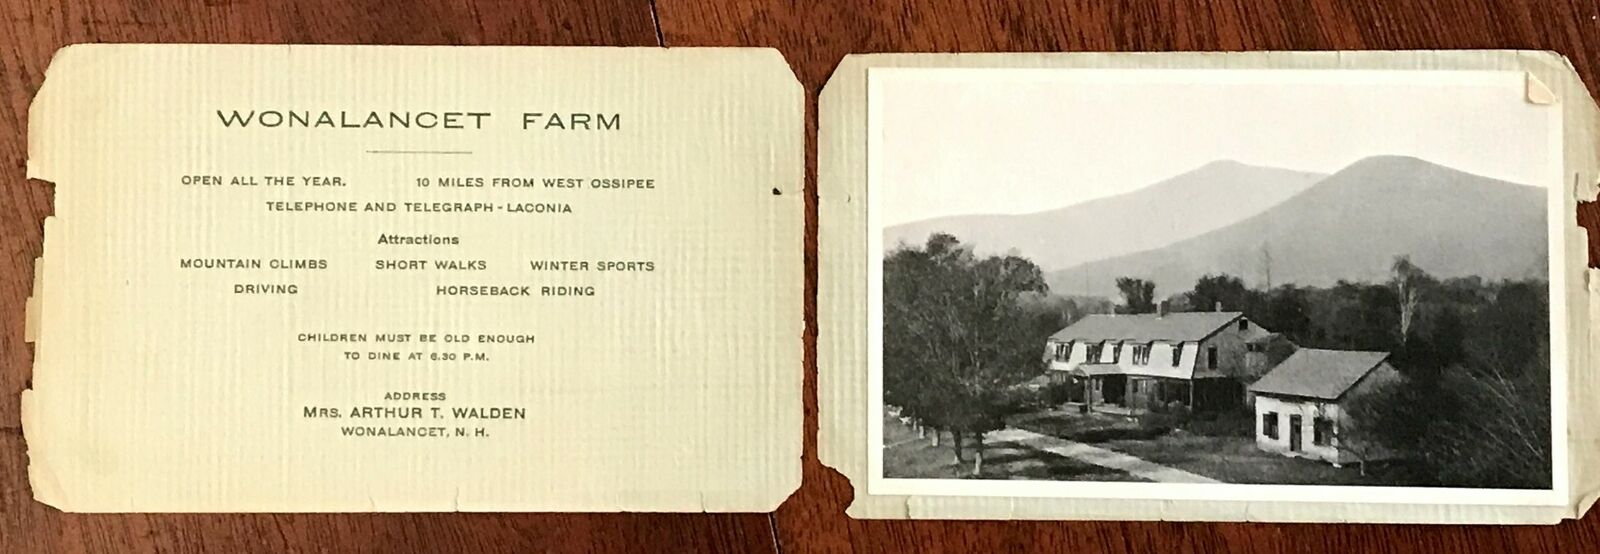 WONALANCET FARM
OPEN ALL THE YEAR. 10 MILES FROM WEST OSSIPEE
TELEPHONE AND TELEGRAPH - LACONIA
Attractions
MOUNTAIN CLIMBS SHORT WALKS WINTER SPORTS
DRIVING HORSEBACK RIDING
CHILDREN MUST BE OLD ENOUGH
TO DINE AT 6.30 P.M.
ADDRESS
MRS. ARTHUR T. WALDEN
WONALANCET, N. H.